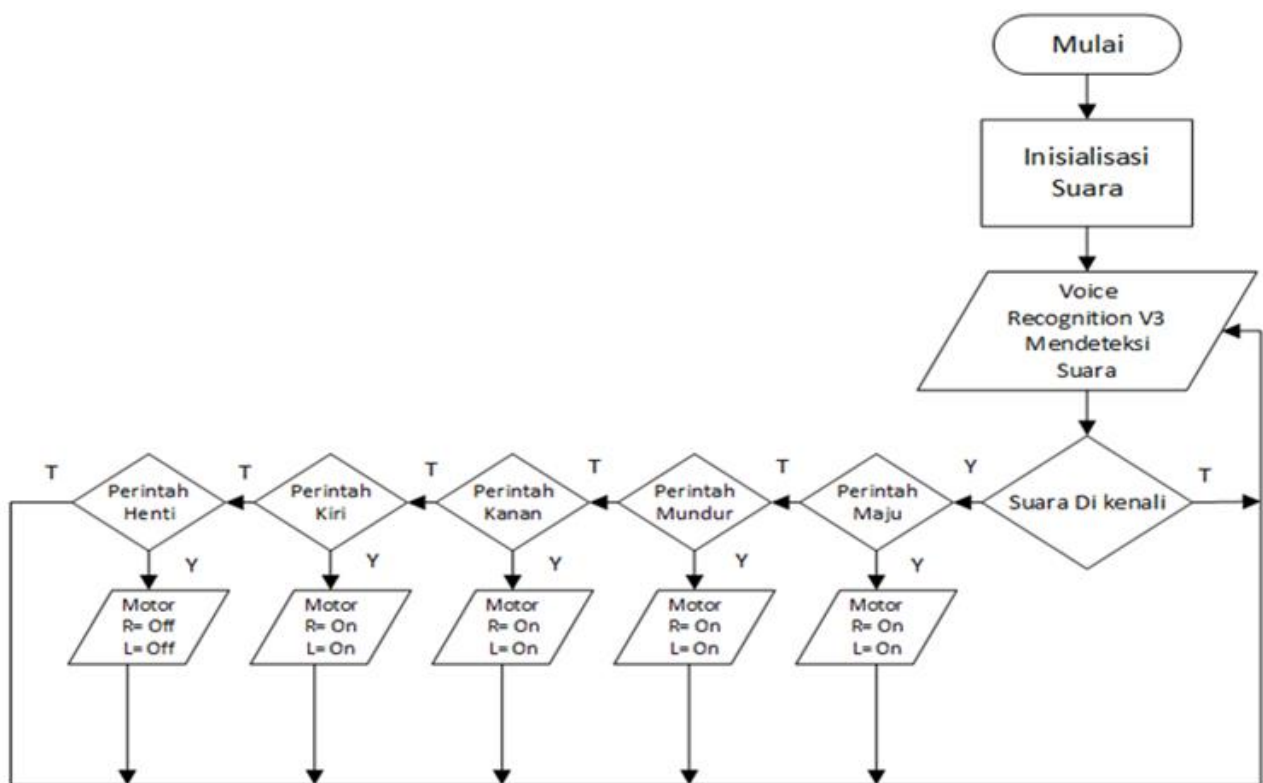 Mulai
Inisialisasi
Suara
Voice
Recognition V3
Mendeteksi
Suara
Suara Di kenali
T
Y
Perintah
Maju
T
Y
Motor
R= On
L= On
Perintah
Mundur
T
Y
Motor
R= On
L= On
Perintah
Kanan
T
Y
Motor
R= On
L= On
Perintah
Kiri
T
Y
Motor
R= On
L= On
Perintah
Henti
T
Y
Motor
R= Off
L= Off